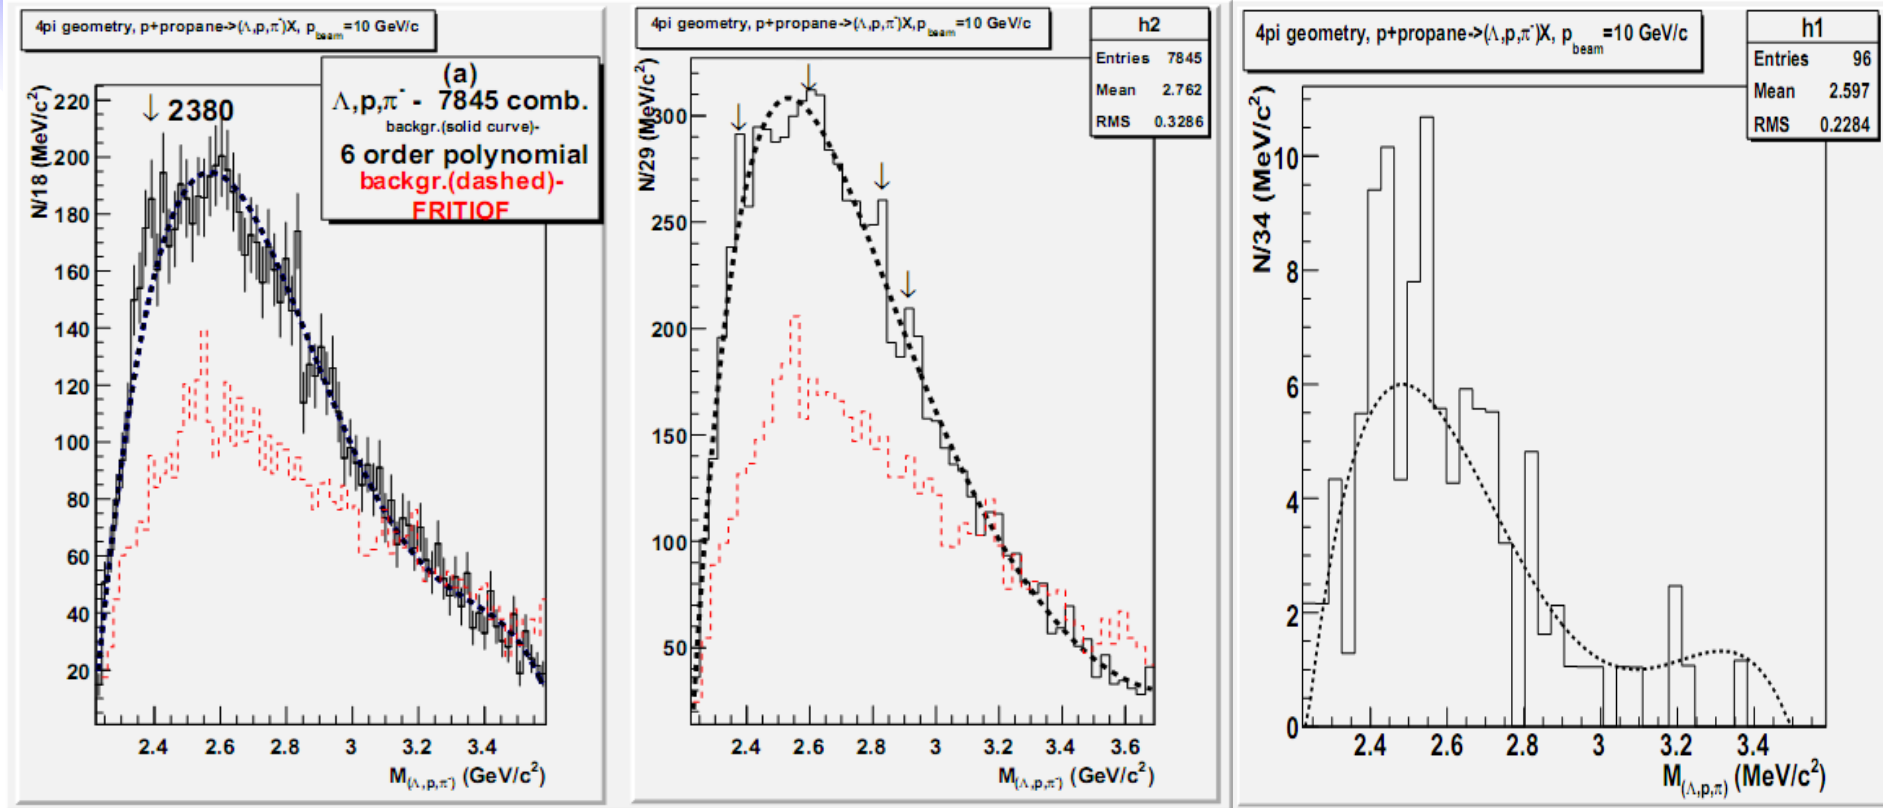 4pi geometry, p+propane->(Λ,p,π⁻)X, p_beam=10 GeV/c
(a)
Λ,p,π⁻ - 7845 comb.
backgr.(solid curve)-
6 order polynomial
backgr.(dashed)-
FRITIOF
↓ 2380
N/18 (MeV/c²)
220
200
180
160
140
120
100
80
60
40
20
2.4 2.6 2.8 3 3.2 3.4
M_(Λ,p,π⁻) (GeV/c²)
4pi geometry, p+propane->(Λ,p,π⁻)X,p_beam=10 GeV/c
h2
Entries 7845
Mean 2.762
RMS 0.3286
N/29 (MeV/c²)
300
250
200
150
100
50
2.4 2.6 2.8 3 3.2 3.4 3.6
M_(Λ,p,π⁻) (GeV/c²)
4pi geometry, p+propane->(Λ,p,π⁻)X, p_beam=10 GeV/c
h1
Entries 96
Mean 2.597
RMS 0.2284
N/34 (MeV/c²)
10
8
6
4
2
0
2.4 2.6 2.8 3 3.2 3.4
M_(Λ,p,π) (MeV/c²)